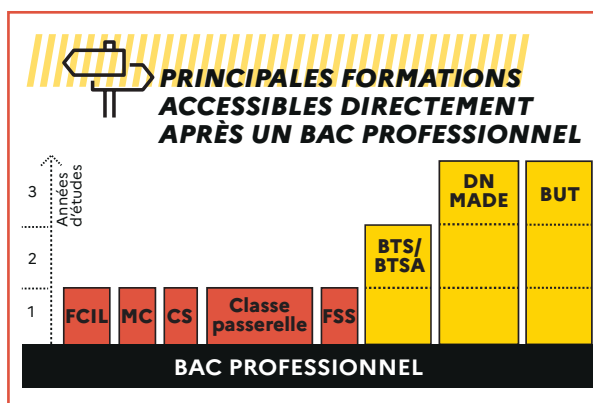 PRINCIPALES FORMATIONS
ACCESSIBLES DIRECTEMENT
APRÈS UN BAC PROFESSIONNEL
Années
d'études
3
2
1
FCIL
MC
CS
Classe
passerelle
FSS
BTS/
BTSA
DN
MADE
BUT
BAC PROFESSIONNEL